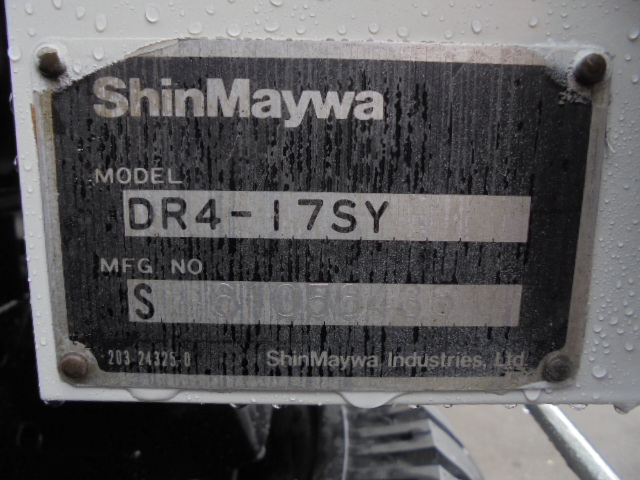 ShinMaywa
MODEL
DR4-17SY
MFG NO
S
203 24325 0
ShinMaywa Industries, Ltd